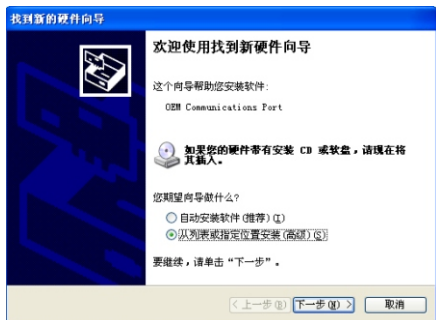 找到新的硬件向导
欢迎使用找到新硬件向导
这个向导帮助您安装软件:
OEM Communications Port
如果您的硬件带有安装 CD 或软盘，请现在将
其插入。
您期望向导做什么?
自动安装软件(推荐)(I)
从列表或指定位置安装(高级)(S)
要继续，请单击“下一步”。
< 上一步(B) 下一步(N) > 取消